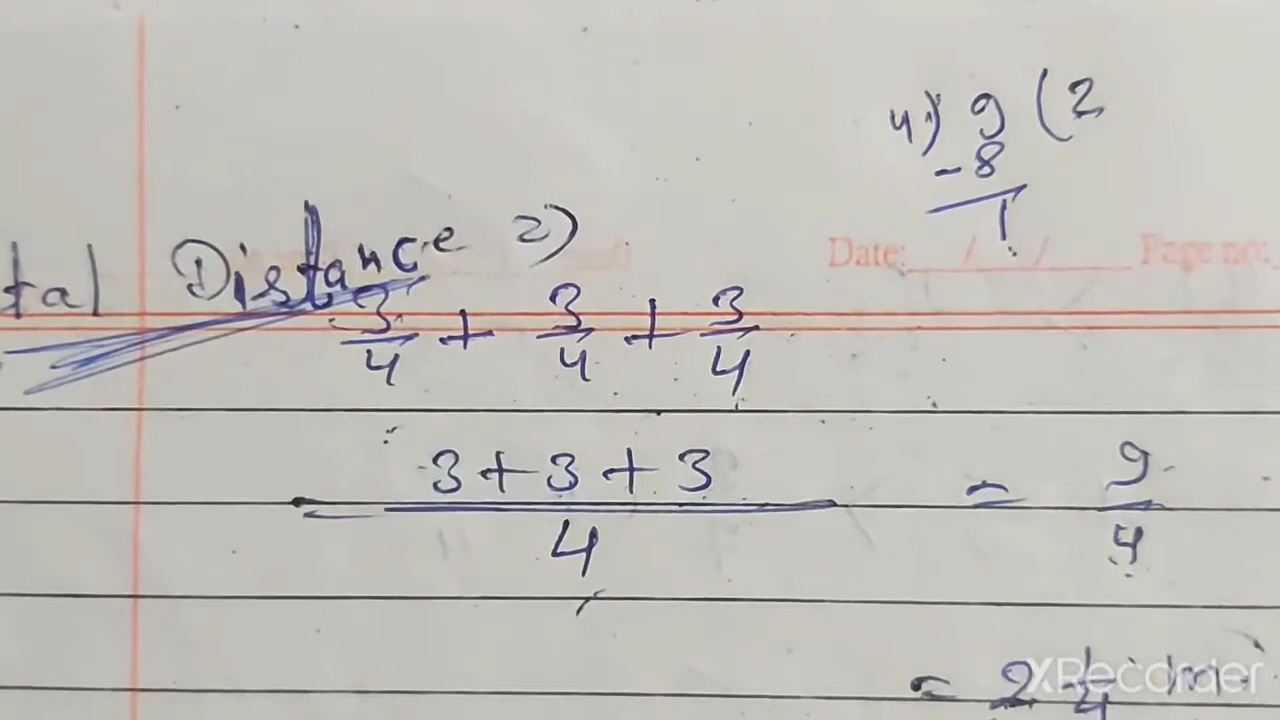 4) 9 (2
- 8
1
tal Distance 2)
Date: / / Page no:
3/4 + 3/4 + 3/4
= 3 + 3 + 3 / 4 = 9/4
= 2 1/4
XRecorder